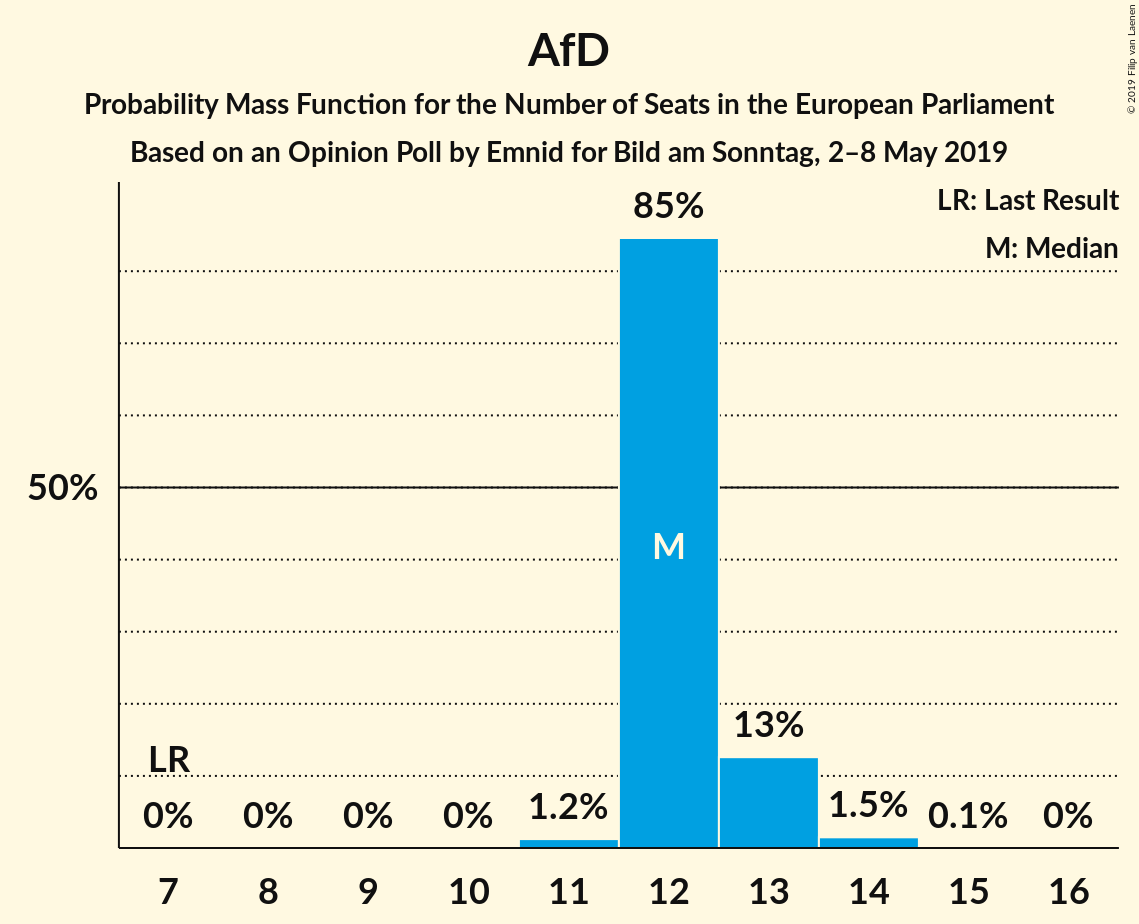 AfD
Probability Mass Function for the Number of Seats in the European Parliament
Based on an Opinion Poll by Emnid for Bild am Sonntag, 2–8 May 2019
© 2019 Filip van Laenen
LR: Last Result
M: Median
85%
50%
M
13%
LR
0% 0% 0% 0% 1.2% 1.5% 0.1% 0%
7 8 9 10 11 12 13 14 15 16